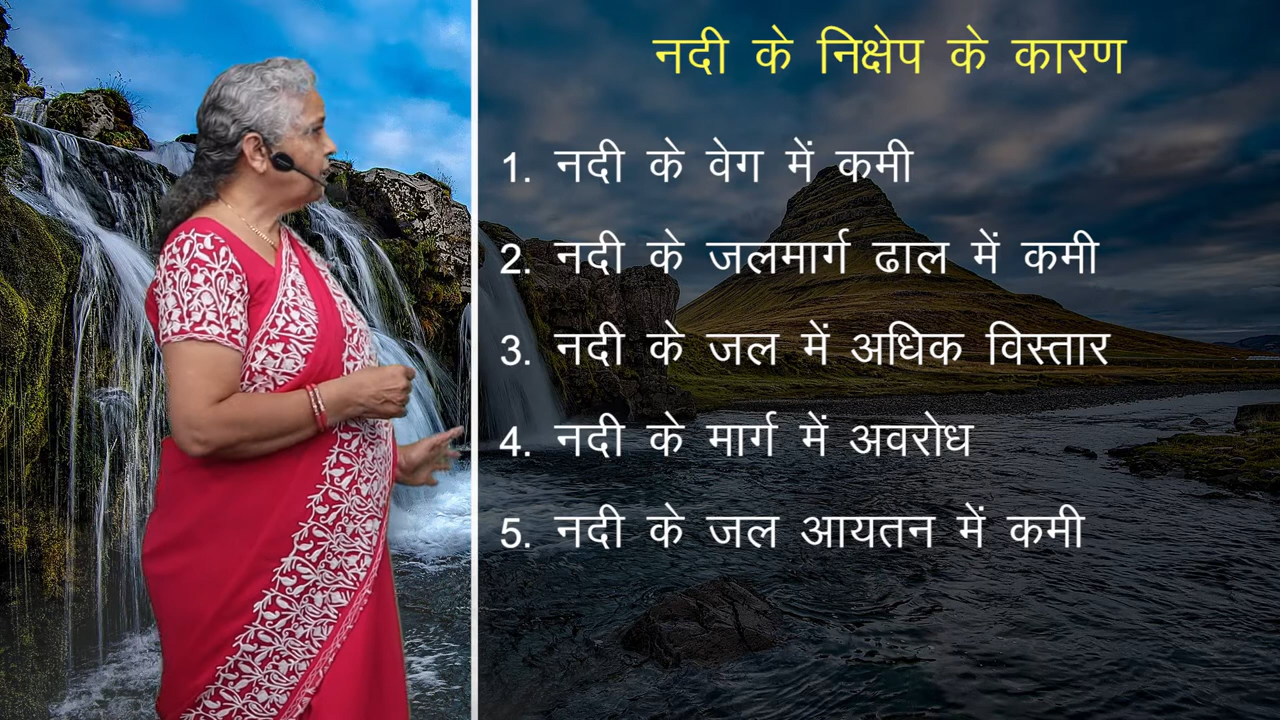 नदी के निक्षेप के कारण
1. नदी के वेग में कमी
2. नदी के जलमार्ग ढाल में कमी
3. नदी के जल में अधिक विस्तार
4. नदी के मार्ग में अवरोध
5. नदी के जल आयतन में कमी